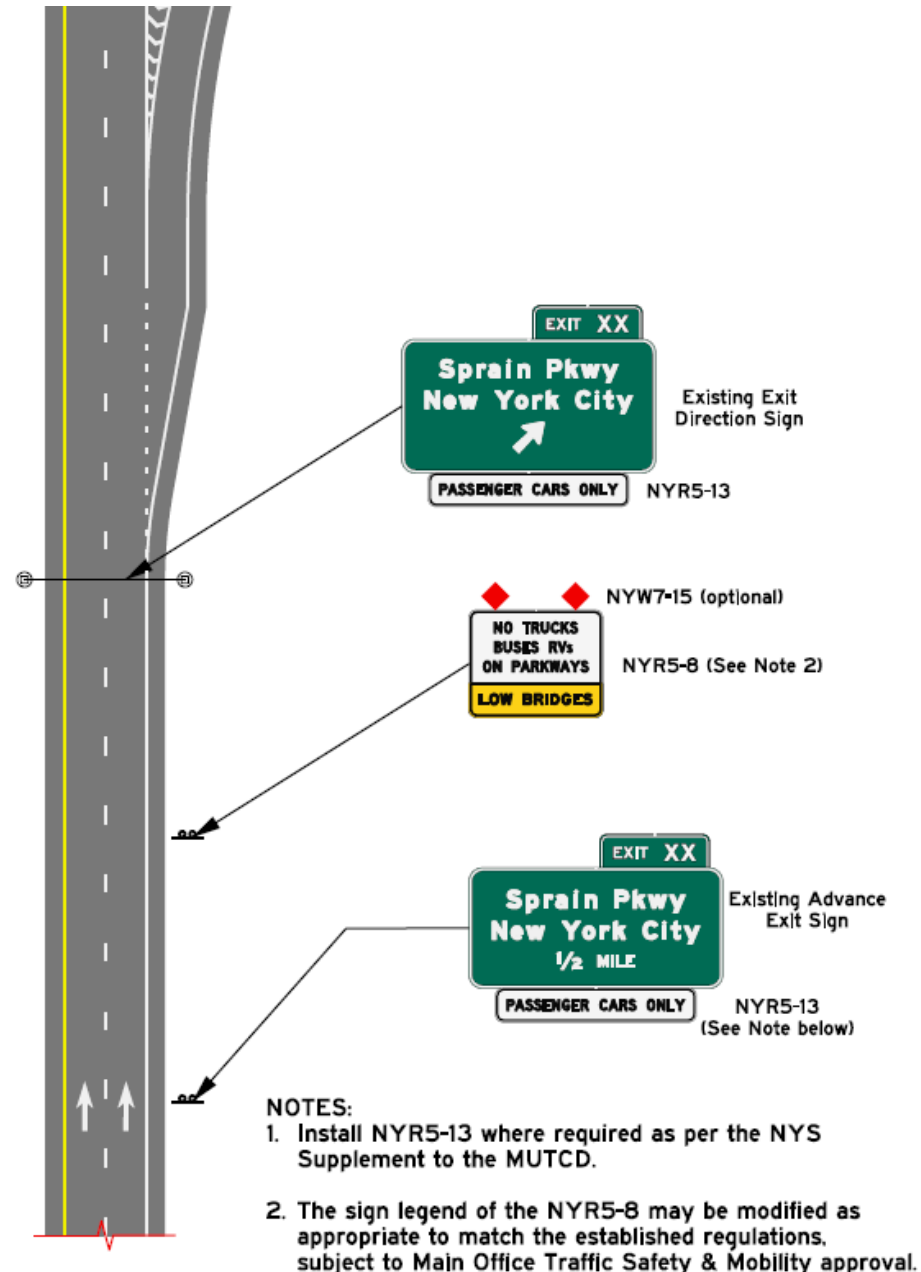 EXIT XX
Sprain Pkwy
New York City
Existing Exit
Direction Sign
PASSENGER CARS ONLY
NYR5-13
NYW7-15 (optional)
NO TRUCKS
BUSES RVs
ON PARKWAYS
LOW BRIDGES
NYR5-8 (See Note 2)
EXIT XX
Sprain Pkwy
New York City
1/2 MILE
Existing Advance
Exit Sign
PASSENGER CARS ONLY
NYR5-13
(See Note below)
NOTES:
1. Install NYR5-13 where required as per the NYS
Supplement to the MUTCD.
2. The sign legend of the NYR5-8 may be modified as
appropriate to match the established regulations,
subject to Main Office Traffic Safety & Mobility approval.